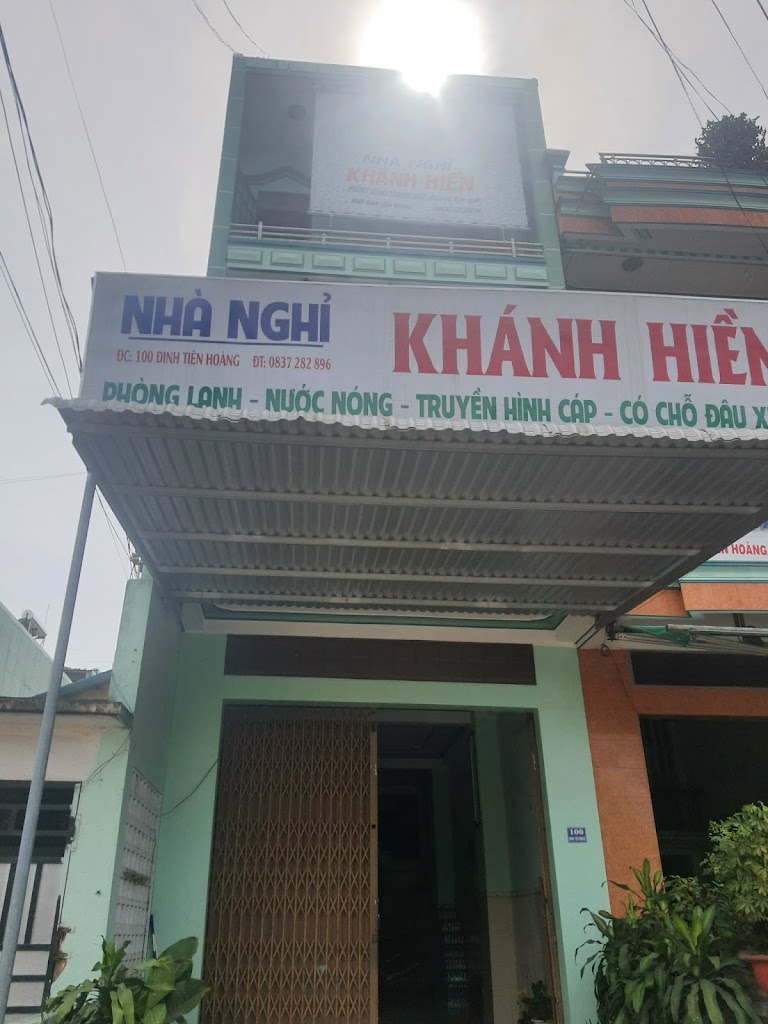 NHÀ NGHỈ
KHÁNH HIỀN
NHÀ NGHỈ
ĐC: 100 ĐINH TIÊN HOÀNG ĐT: 0837 282 896
KHÁNH HIỀN
PHÒNG LẠNH - NƯỚC NÓNG - TRUYỀN HÌNH CÁP - CÓ CHỖ ĐẬU X
HOÀNG
100